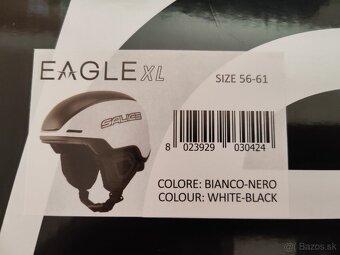 EAGLE XL
SIZE 56-61
SALICE
8 023929 030424
COLORE: BIANCO-NERO
COLOUR: WHITE-BLACK
Bazos.sk